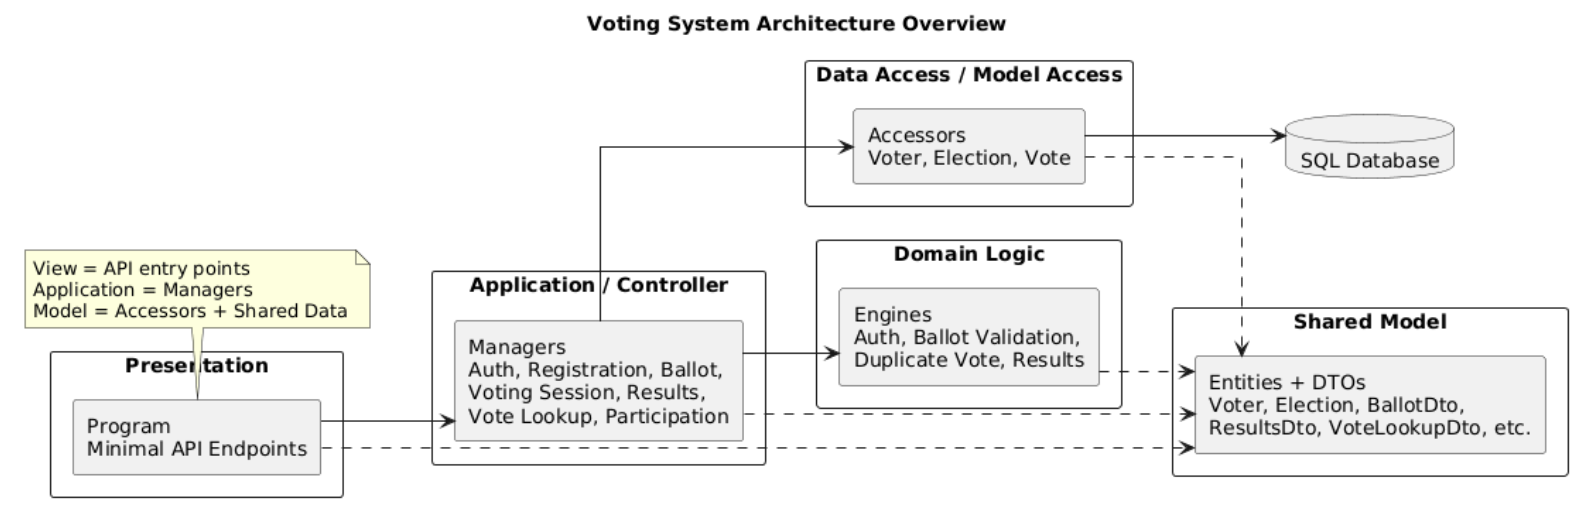 Voting System Architecture Overview
Data Access / Model Access
Accessors
Voter, Election, Vote
SQL Database
View = API entry points
Application = Managers
Model = Accessors + Shared Data
Presentation
Program
Minimal API Endpoints
Application / Controller
Managers
Auth, Registration, Ballot,
Voting Session, Results,
Vote Lookup, Participation
Domain Logic
Engines
Auth, Ballot Validation,
Duplicate Vote, Results
Shared Model
Entities + DTOs
Voter, Election, BallotDto,
ResultsDto, VoteLookupDto, etc.